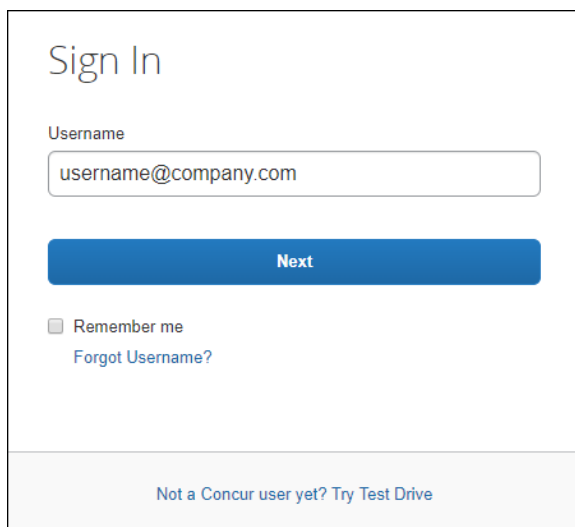 Sign In
Username
username@company.com
Next
Remember me
Forgot Username?
Not a Concur user yet? Try Test Drive